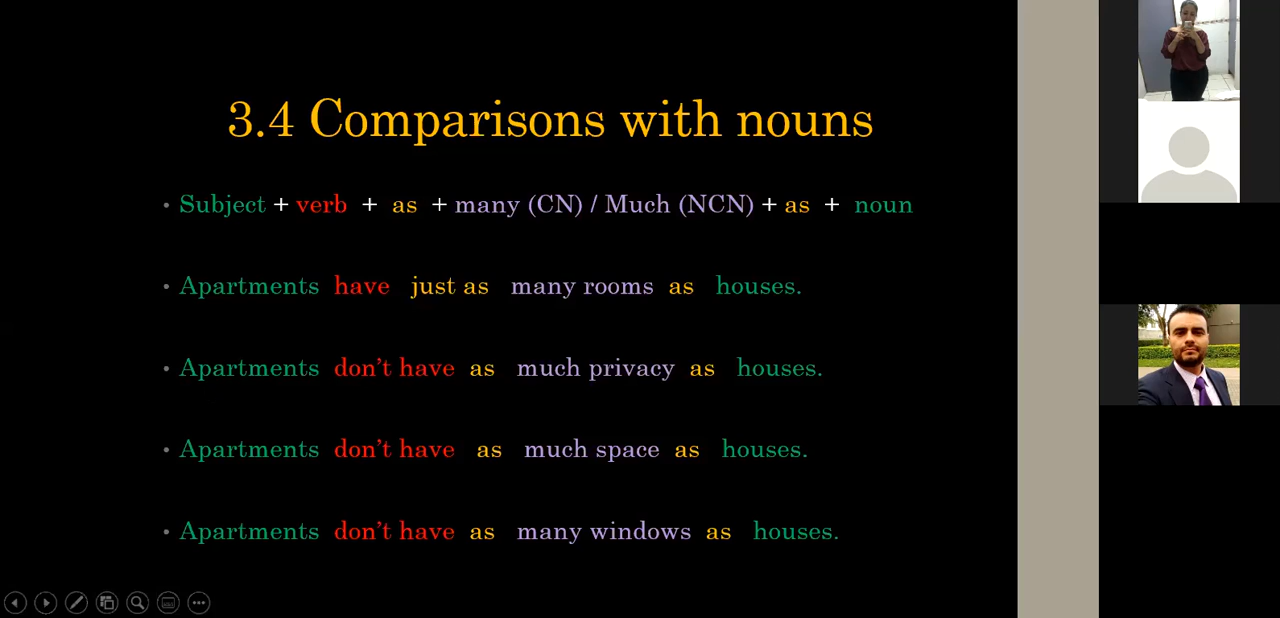 3.4 Comparisons with nouns
• Subject + verb + as + many (CN) / Much (NCN) + as + noun
• Apartments have just as many rooms as houses.
• Apartments don't have as much privacy as houses.
• Apartments don't have as much space as houses.
• Apartments don't have as many windows as houses.